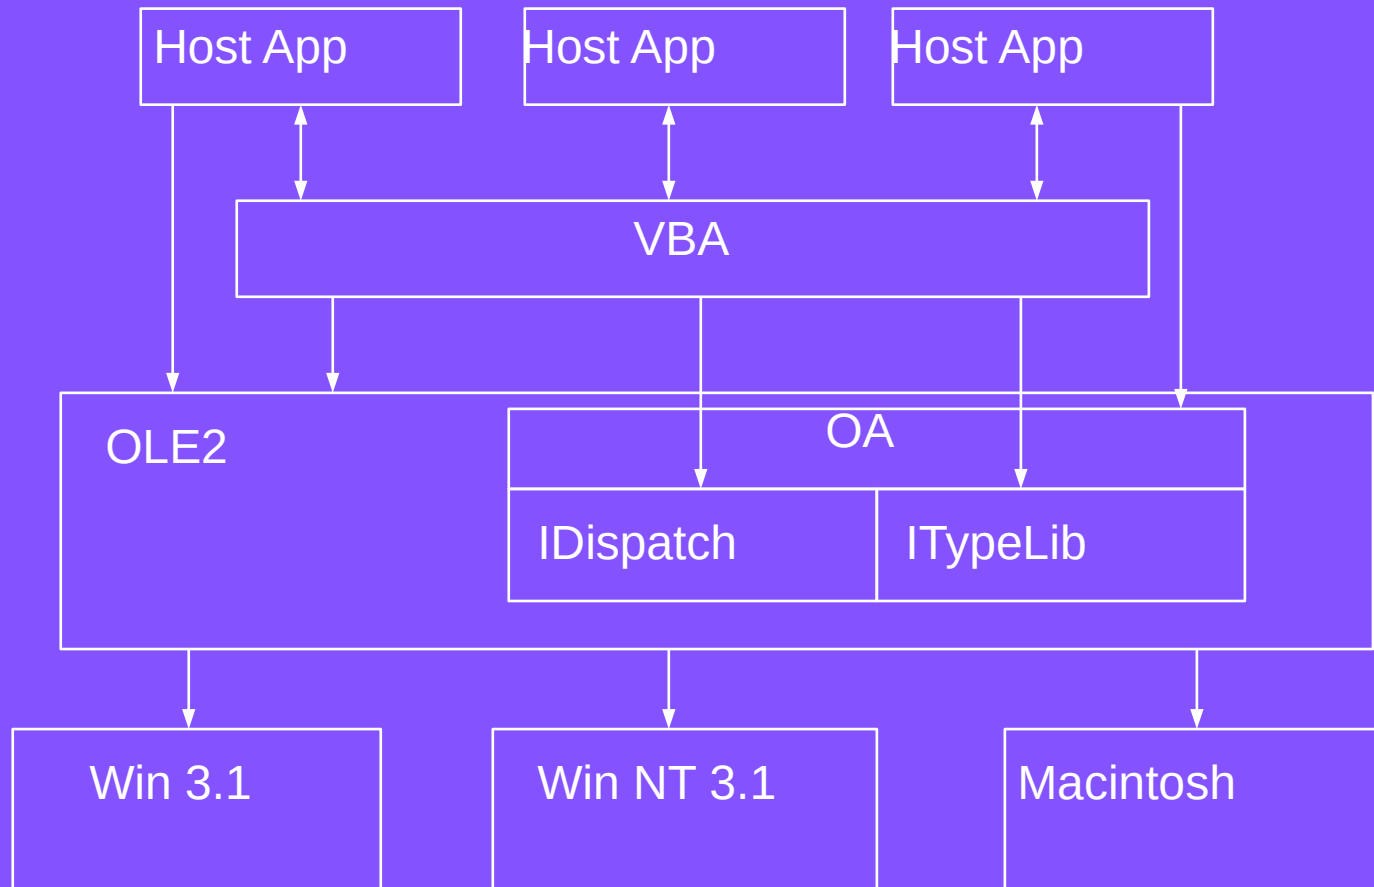 Host App
Host App
Host App
VBA
OLE2
OA
IDispatch
ITypeLib
Win 3.1
Win NT 3.1
Macintosh